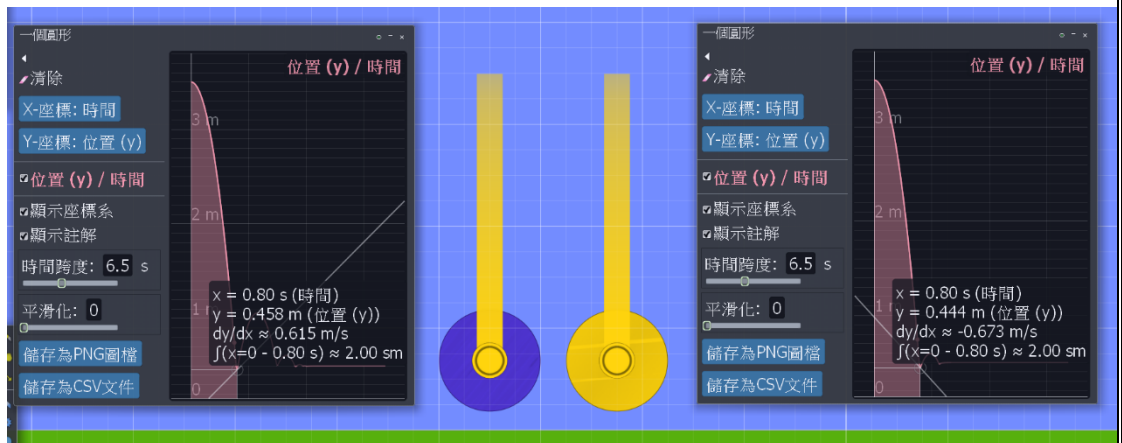 一個圓形
清除
X-座標: 時間
Y-座標: 位置 (y)
位置 (y) / 時間
顯示座標系
顯示註解
時間跨度: 6.5 s
平滑化: 0
儲存為PNG圖檔
儲存為CSV文件
位置 (y) / 時間
3 m
2 m
1 m
0
x = 0.80 s (時間)
y = 0.458 m (位置 (y))
dy/dx ≈ 0.615 m/s
∫(x=0 - 0.80 s) ≈ 2.00 sm
一個圓形
清除
X-座標: 時間
Y-座標: 位置 (y)
位置 (y) / 時間
顯示座標系
顯示註解
時間跨度: 6.5 s
平滑化: 0
儲存為PNG圖檔
儲存為CSV文件
位置 (y) / 時間
3 m
2 m
1 m
0
x = 0.80 s (時間)
y = 0.444 m (位置 (y))
dy/dx ≈ -0.673 m/s
∫(x=0 - 0.80 s) ≈ 2.00 sm